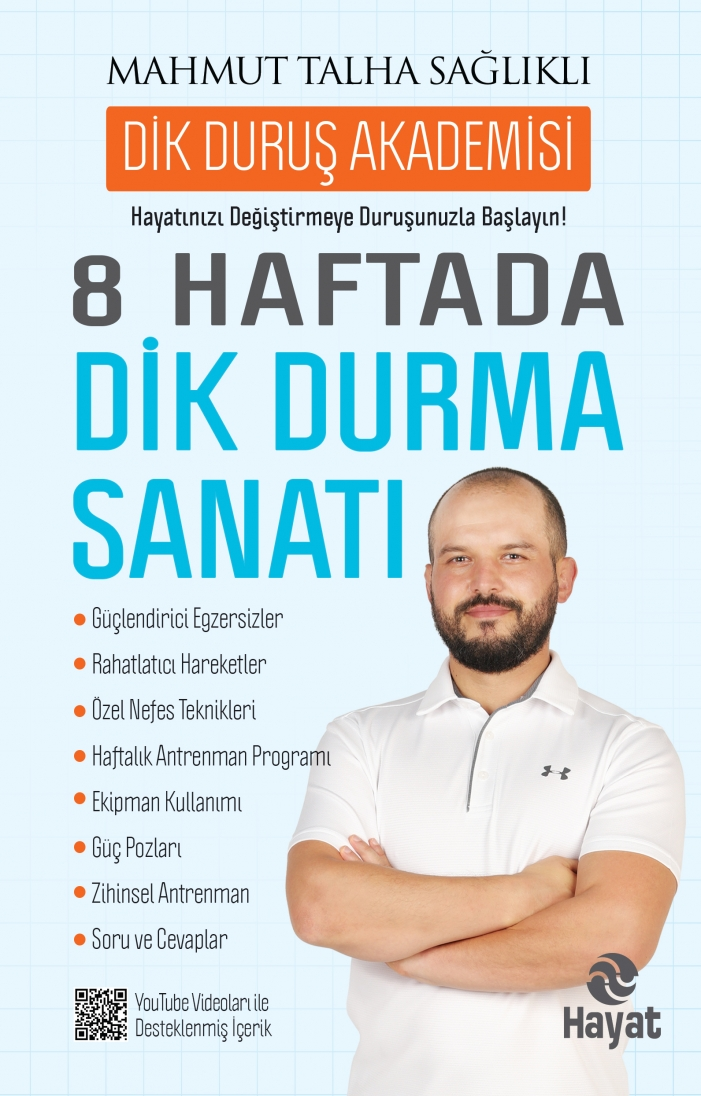 MAHMUT TALHA SAĞLIKLI
DİK DURUŞ AKADEMİSİ
Hayatınızı Değiştirmeye Duruşunuzla Başlayın!
8 HAFTADA
DİK DURMA
SANATI
• Güçlendirici Egzersizler
• Rahatlatıcı Hareketler
• Özel Nefes Teknikleri
• Haftalık Antrenman Programı
• Ekipman Kullanımı
• Güç Pozları
• Zihinsel Antrenman
• Soru ve Cevaplar
YouTube Videoları ile
Desteklenmiş İçerik
Hayat